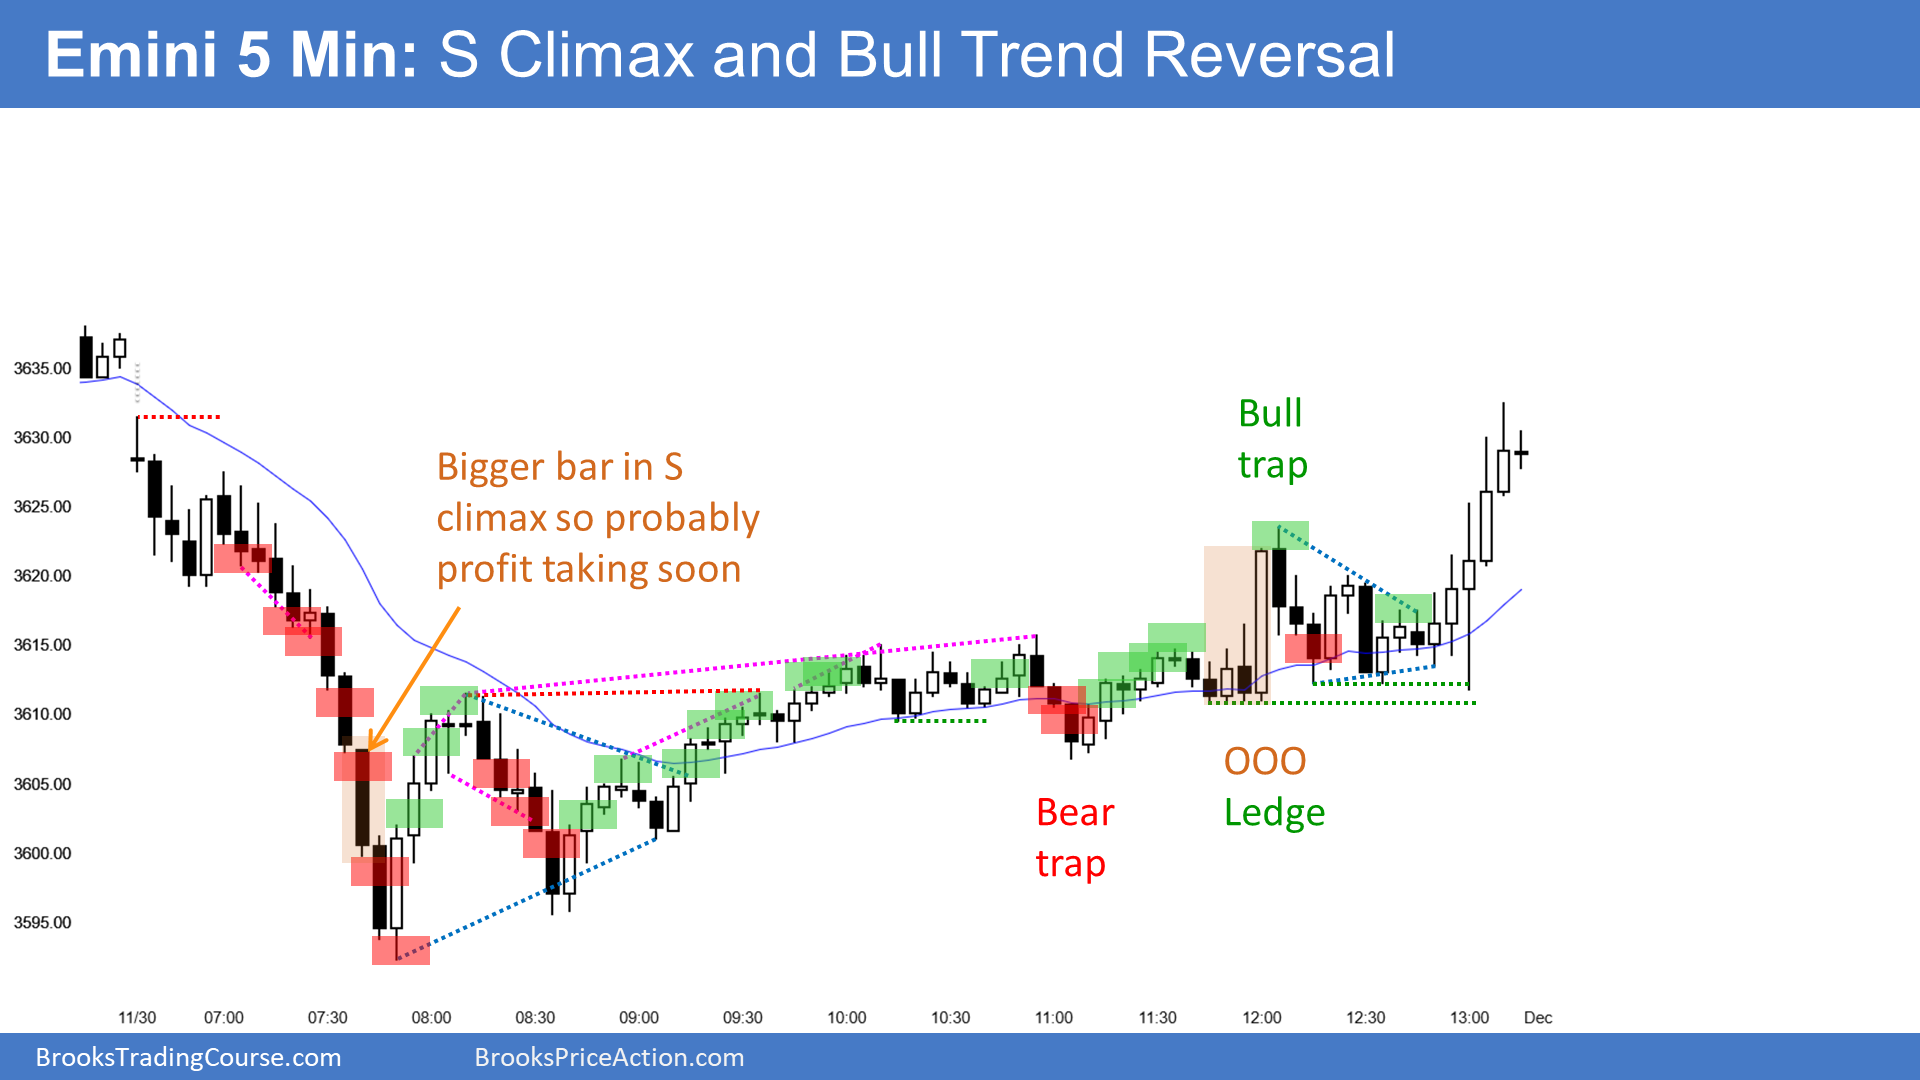 Emini 5 Min: S Climax and Bull Trend Reversal
3635.00
3630.00
3625.00
3620.00
3615.00
3610.00
3605.00
3600.00
3595.00
Bigger bar in S
climax so probably
profit taking soon
Bull
trap
Bear
trap
OOO
Ledge
11/30 07:00 07:30 08:00 08:30 09:00 09:30 10:00 10:30 11:00 11:30 12:00 12:30 13:00 Dec
BrooksTradingCourse.com BrooksPriceAction.com